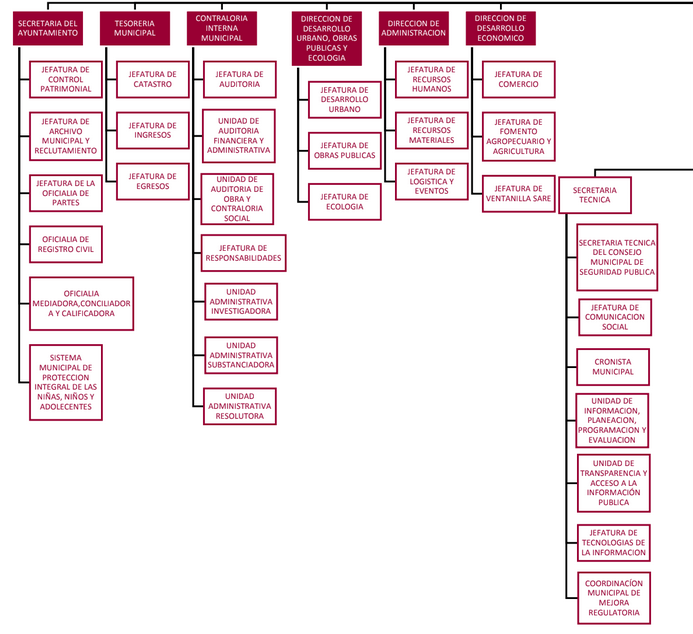 SECRETARIA DEL
AYUNTAMIENTO
JEFATURA DE
CONTROL
PATRIMONIAL
JEFATURA DE
ARCHIVO
MUNICIPAL Y
RECLUTAMIENTO
JEFATURA DE LA
OFICIALIA DE
PARTES
OFICIALIA DE
REGISTRO CIVIL
OFICIALIA
MEDIADORA,CONCILIADOR
A Y CALIFICADORA
SISTEMA
MUNICIPAL DE
PROTECCION
INTEGRAL DE LAS
NIÑAS, NIÑOS Y
ADOLECENTES
TESORERIA
MUNICIPAL
JEFATURA DE
CATASTRO
JEFATURA DE
INGRESOS
JEFATURA DE
EGRESOS
CONTRALORIA
INTERNA
MUNICIPAL
JEFATURA DE
AUDITORIA
UNIDAD DE
AUDITORIA
FINANCIERA Y
ADMINISTRATIVA
UNIDAD DE
AUDITORIA DE
OBRA Y
CONTRALORIA
SOCIAL
JEFATURA DE
RESPONSABILIDADES
UNIDAD
ADMINISTRATIVA
INVESTIGADORA
UNIDAD
ADMINISTRATIVA
SUBSTANCIADORA
UNIDAD
ADMINISTRATIVA
RESOLUTORA
DIRECCION DE
DESARROLLO
URBANO, OBRAS
PUBLICAS Y
ECOLOGIA
JEFATURA DE
DESARROLLO
URBANO
JEFATURA DE
OBRAS PUBLICAS
JEFATURA DE
ECOLOGIA
DIRECCION DE
ADMINISTRACION
JEFATURA DE
RECURSOS
HUMANOS
JEFATURA DE
RECURSOS
MATERIALES
JEFATURA DE
LOGISTICA Y
EVENTOS
DIRECCION DE
DESARROLLO
ECONOMICO
JEFATURA DE
COMERCIO
JEFATURA DE
FOMENTO
AGROPECUARIO Y
AGRICULTURA
JEFATURA DE
VENTANILLA SARE
SECRETARIA
TECNICA
SECRETARIA TECNICA
DEL CONSEJO
MUNICIPAL DE
SEGURIDAD PUBLICA
JEFATURA DE
COMUNICACION
SOCIAL
CRONISTA
MUNICIPAL
UNIDAD DE
INFORMACION,
PLANEACION,
PROGRAMACION Y
EVALUACION
UNIDAD DE
TRANSPARENCIA Y
ACCESO A LA
INFORMACIÓN
PUBLICA
JEFATURA DE
TECNOLOGIAS DE
LA INFORMACION
COORDINACÍON
MUNICIPAL DE
MEJORA
REGULATORIA